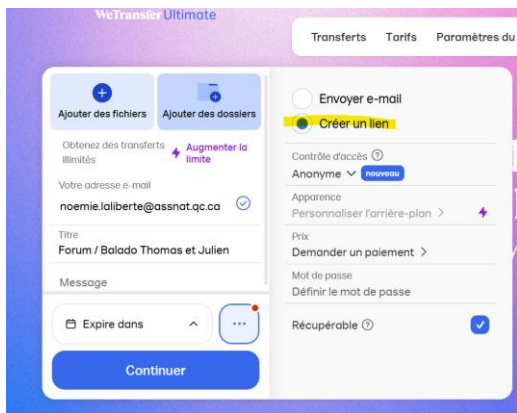 WeTransfer Ultimate
Transferts Tarifs Paramètres du
Ajouter des fichiers
Ajouter des dossiers
Obtenez des transferts
illimités
Augmenter la
limite
Votre adresse e-mail
noemie.laliberte@assnat.qc.ca
Titre
Forum / Balado Thomas et Julien
Message
Expire dans
Continuer
Envoyer e-mail
Créer un lien
Contrôle d'accès
Anonyme nouveau
Apparence
Personnaliser l'arrière-plan
Prix
Demander un paiement
Mot de passe
Définir le mot de passe
Récupérable